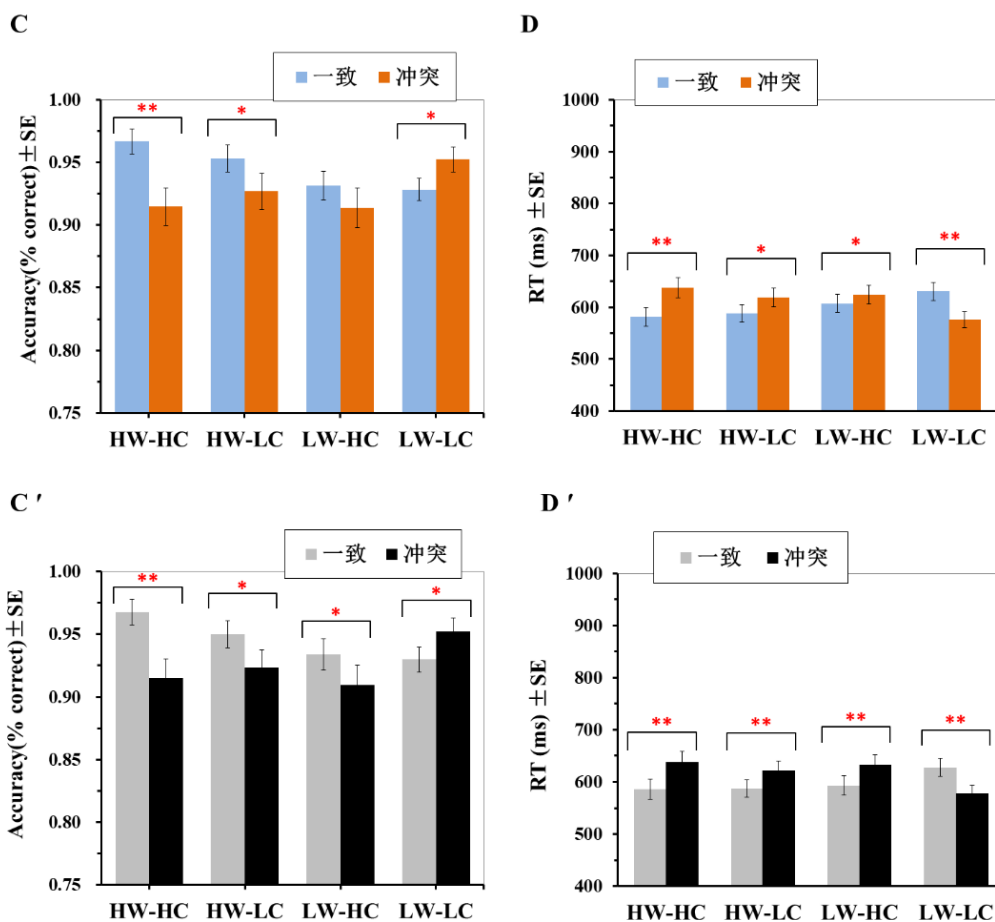 C
一致 冲突
Accuracy(% correct)±SE
1.00
0.95
0.90
0.85
0.80
0.75
** * *
HW-HC HW-LC LW-HC LW-LC
D
一致 冲突
RT (ms) ±SE
1000
900
800
700
600
500
400
** * * **
HW-HC HW-LC LW-HC LW-LC
C ′
一致 冲突
Accuracy(% correct)±SE
1.00
0.95
0.90
0.85
0.80
0.75
** * * *
HW-HC HW-LC LW-HC LW-LC
D ′
一致 冲突
RT (ms) ±SE
1000
900
800
700
600
500
400
** ** ** **
HW-HC HW-LC LW-HC LW-LC